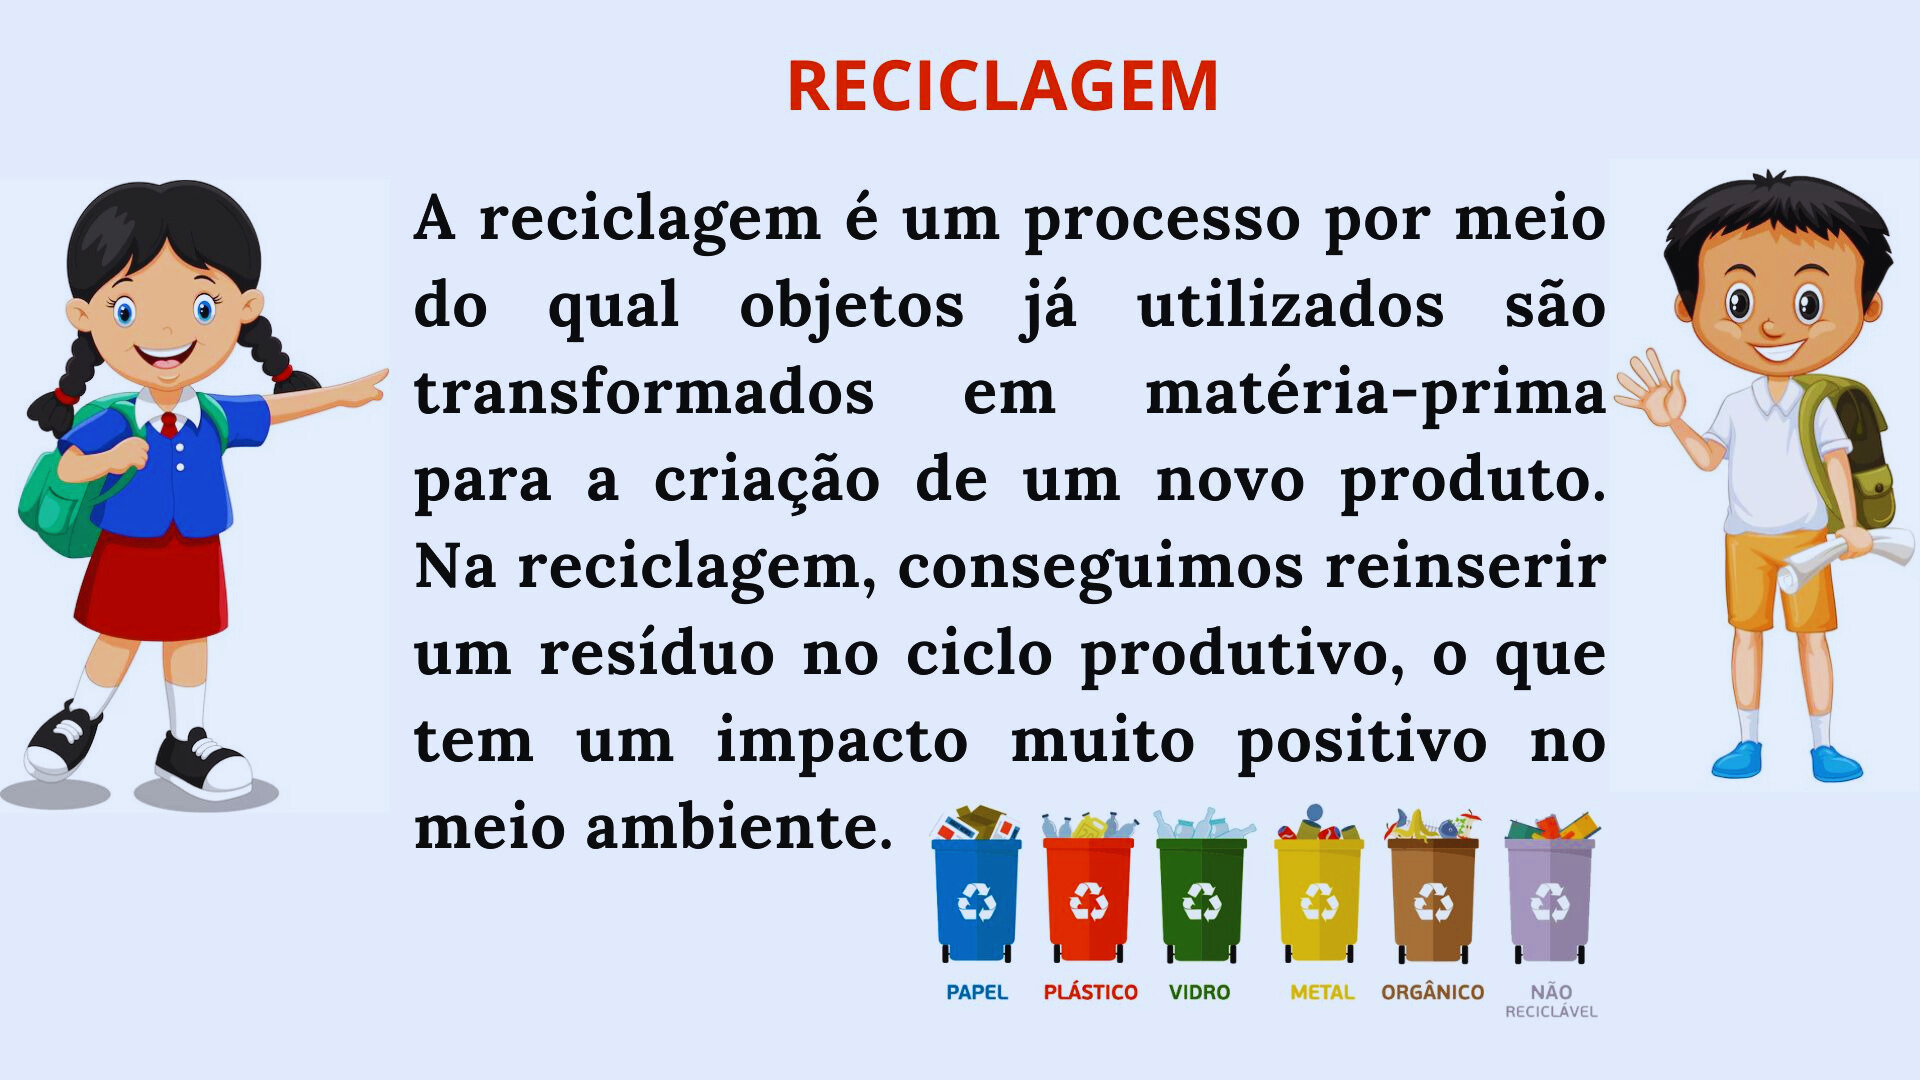 RECICLAGEM
A reciclagem é um processo por meio
do qual objetos já utilizados são
transformados em matéria-prima
para a criação de um novo produto.
Na reciclagem, conseguimos reinserir
um resíduo no ciclo produtivo, o que
tem um impacto muito positivo no
meio ambiente.
PAPEL PLÁSTICO VIDRO METAL ORGÂNICO NÃO
RECICLÁVEL